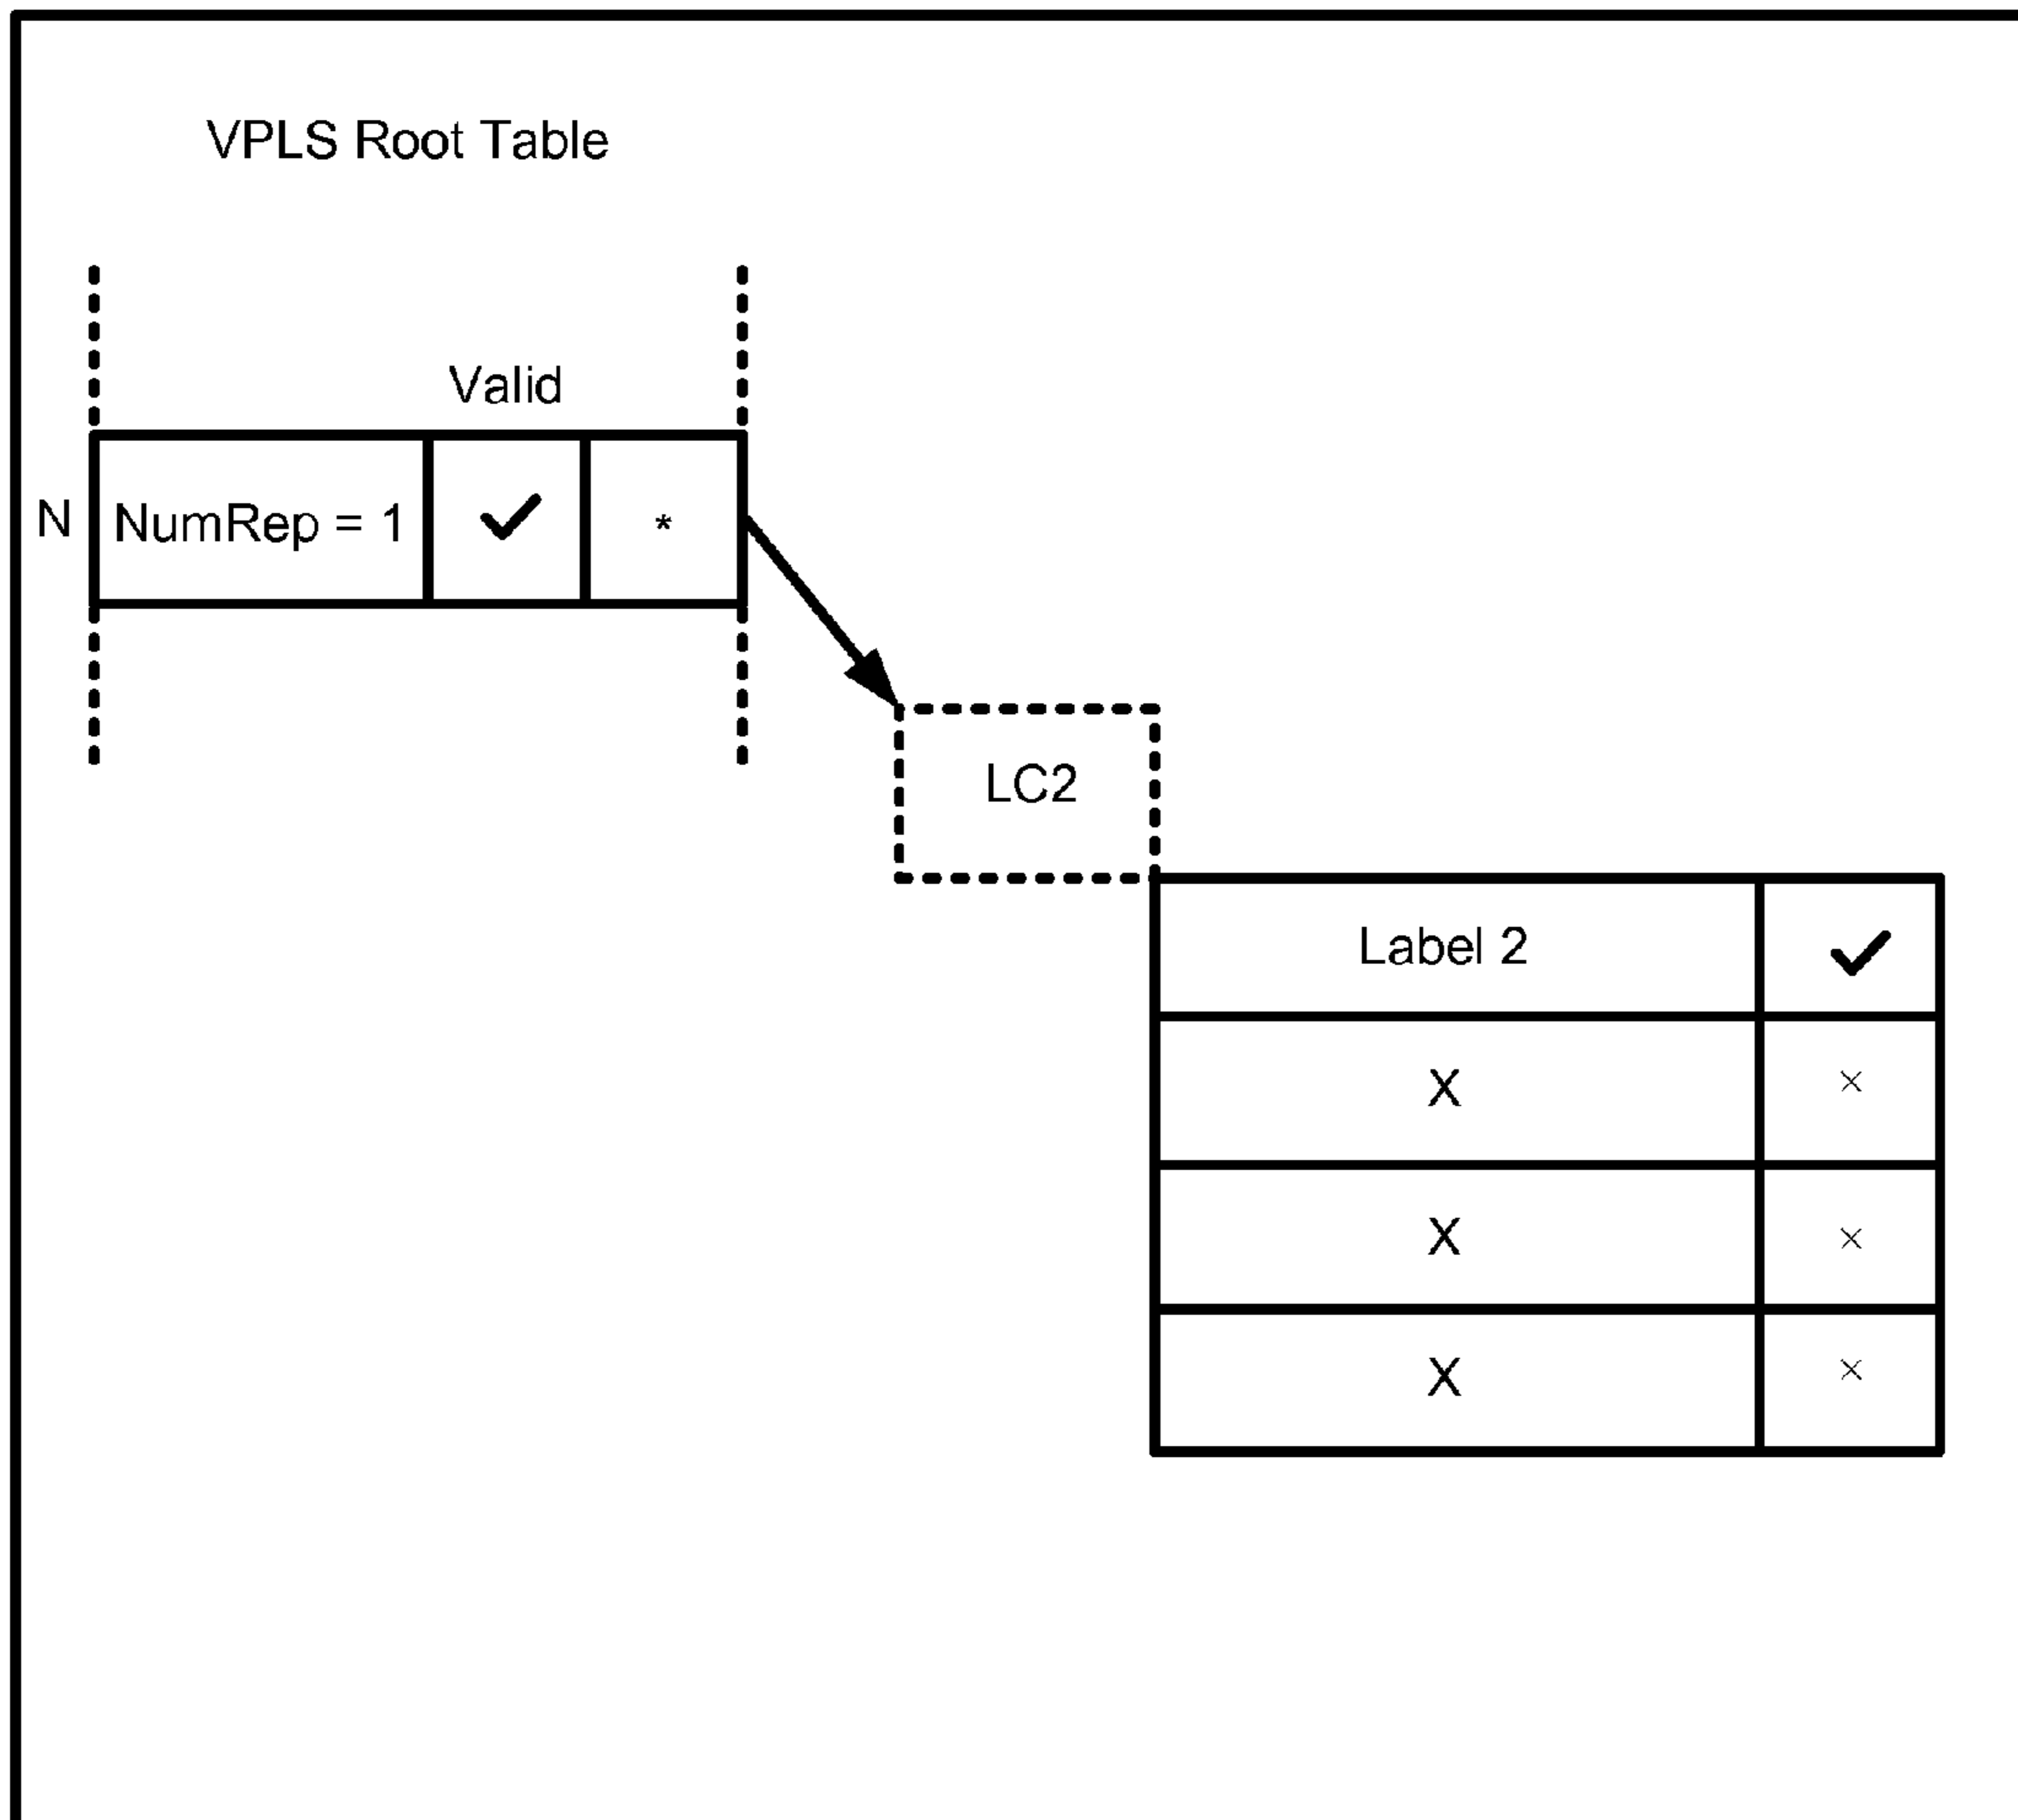 VPLS Root Table
Valid
N NumRep = 1 ✓ *
LC2
Label 2 ✓
X ×
X ×
X ×